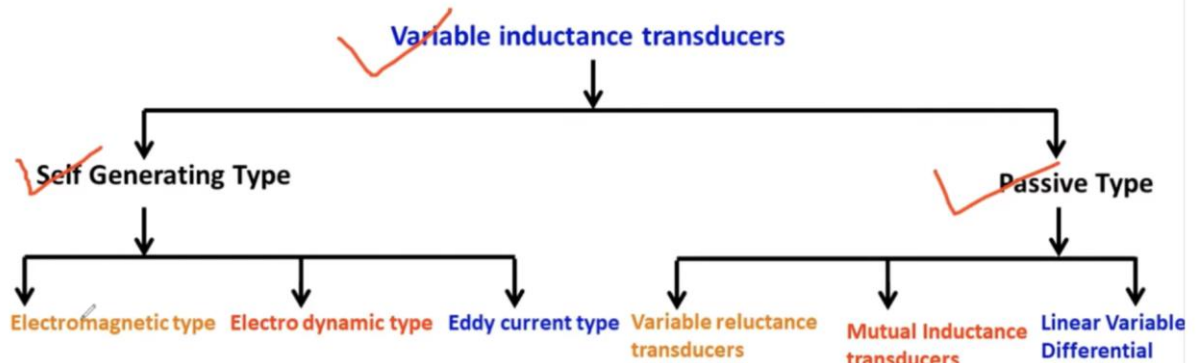 Variable inductance transducers
Self Generating Type
Passive Type
Electromagnetic type
Electro dynamic type
Eddy current type
Variable reluctance
transducers
Mutual Inductance
transducers
Linear Variable
Differential